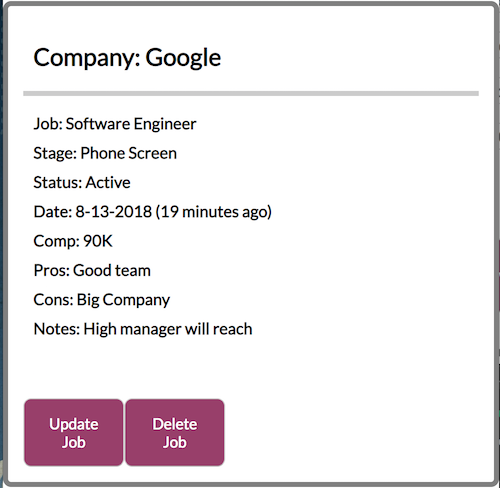 Company: Google
Job: Software Engineer
Stage: Phone Screen
Status: Active
Date: 8-13-2018 (19 minutes ago)
Comp: 90K
Pros: Good team
Cons: Big Company
Notes: High manager will reach
Update
Job
Delete
Job